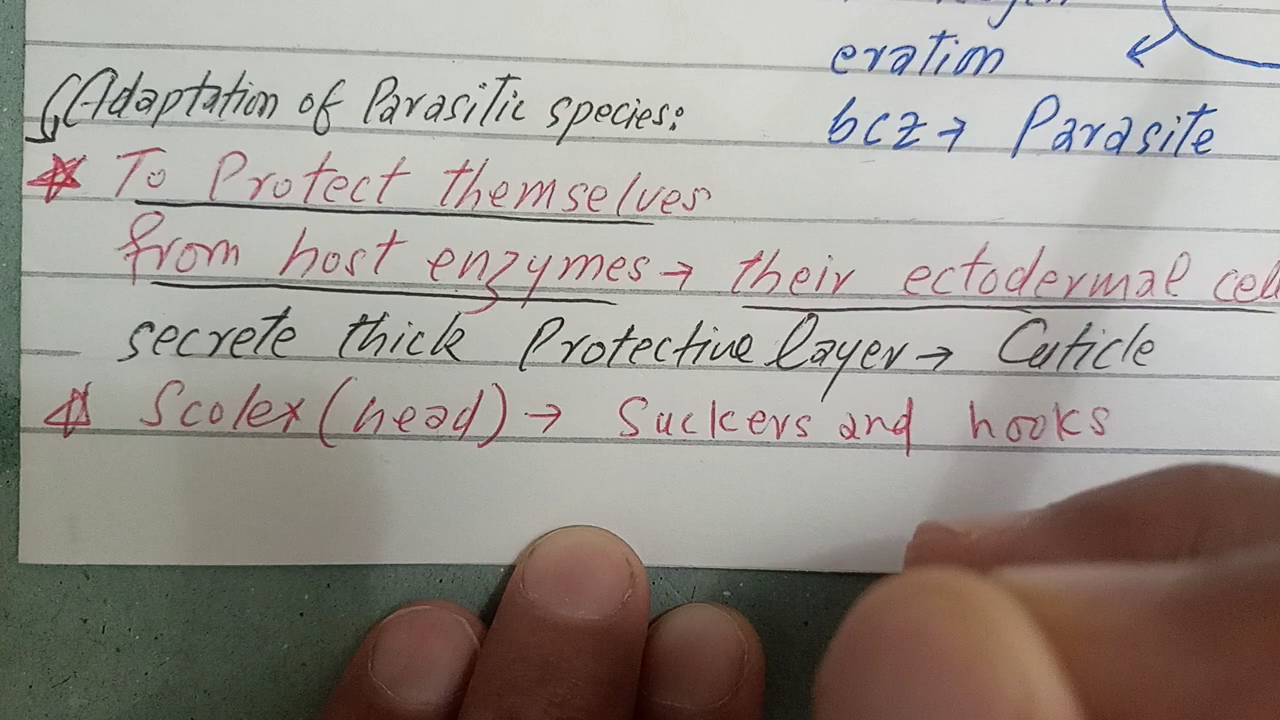 eration
bcz → Parasite
Adaptation of Parasitic species:
To Protect themselves
from host enzymes → their ectodermal cell
secrete thick Protective layer → Cuticle
Scolex (head) → Suckers and hooks